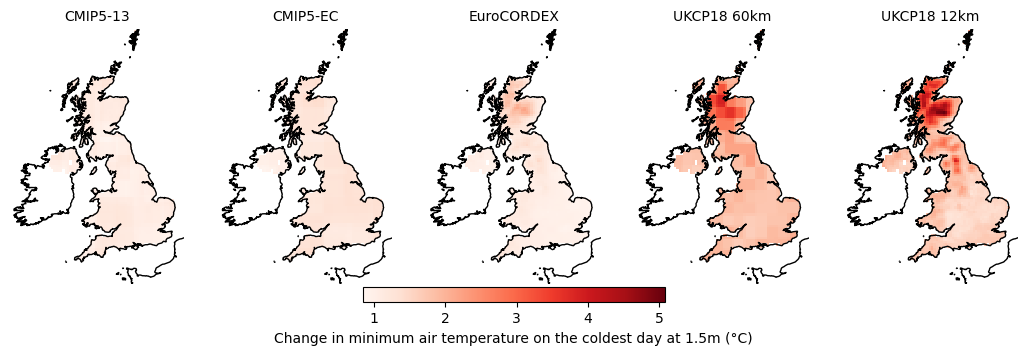 CMIP5-13 CMIP5-EC EuroCORDEX UKCP18 60km UKCP18 12km
1 2 3 4 5
Change in minimum air temperature on the coldest day at 1.5m (°C)